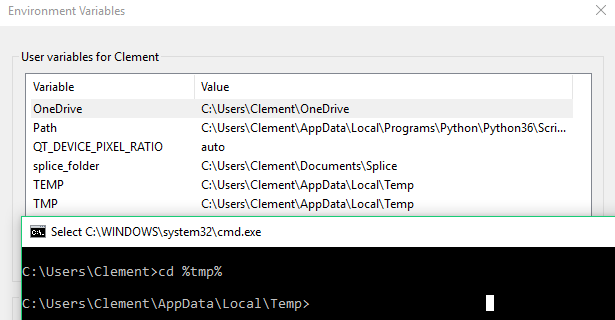 Environment Variables
User variables for Clement
Variable Value
OneDrive C:\Users\Clement\OneDrive
Path C:\Users\Clement\AppData\Local\Programs\Python\Python36\Scri...
QT_DEVICE_PIXEL_RATIO auto
splice_folder C:\Users\Clement\Documents\Splice
TEMP C:\Users\Clement\AppData\Local\Temp
TMP C:\Users\Clement\AppData\Local\Temp
Select C:\WINDOWS\system32\cmd.exe
C:\Users\Clement>cd %tmp%
C:\Users\Clement\AppData\Local\Temp>